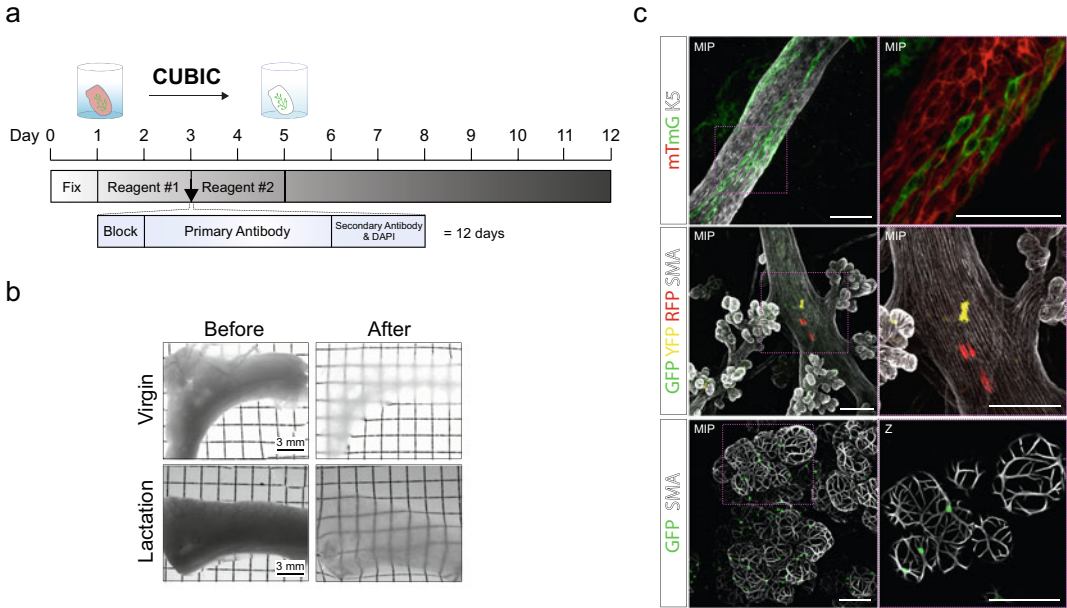 a
CUBIC
Day 0 1 2 3 4 5 6 7 8 9 10 11 12
Fix Reagent #1 Reagent #2
Block Primary Antibody Secondary Antibody
& DAPI
= 12 days
b
Before After
Virgin
3 mm
Lactation
3 mm
c
mTmG K5
MIP MIP
GFP YFP RFP SMA
MIP MIP
GFP SMA
MIP Z